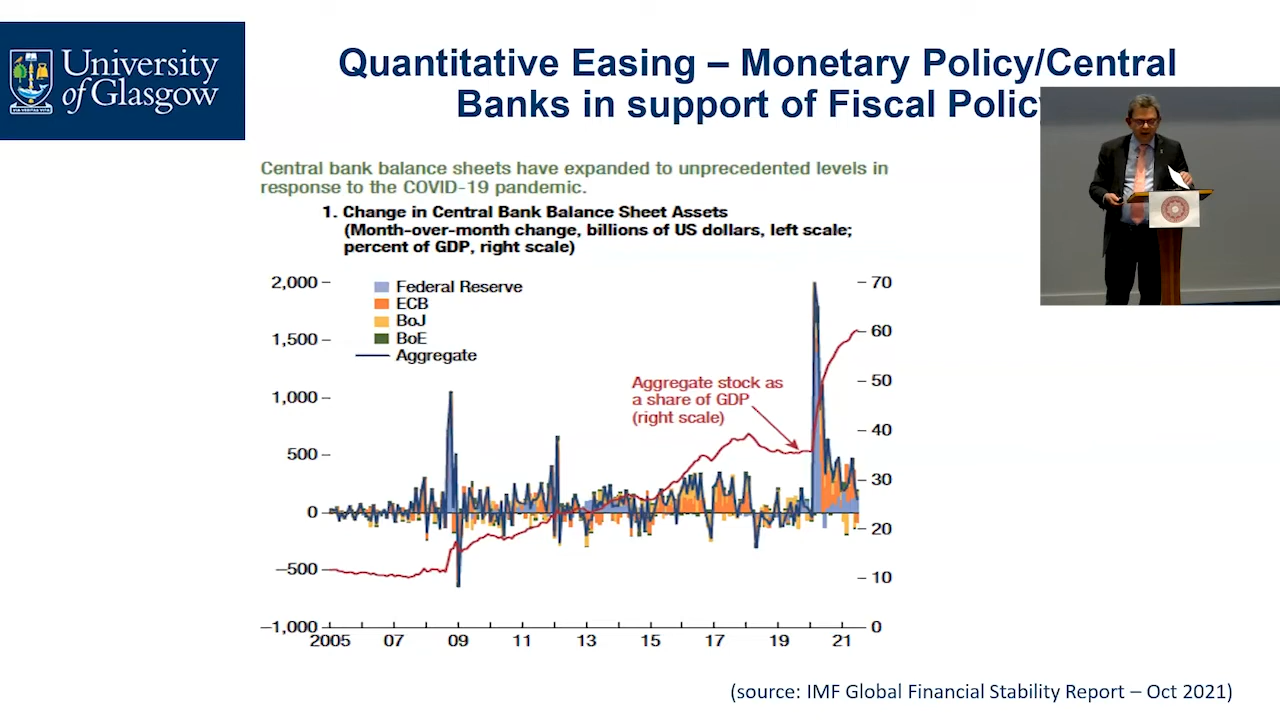 University
of Glasgow
Quantitative Easing – Monetary Policy/Central
Banks in support of Fiscal Policy
Central bank balance sheets have expanded to unprecedented levels in
response to the COVID-19 pandemic.
1. Change in Central Bank Balance Sheet Assets
(Month-over-month change, billions of US dollars, left scale;
percent of GDP, right scale)
2,000
1,500
1,000
500
0
–500
–1,000
Federal Reserve
ECB
BoJ
BoE
Aggregate
Aggregate stock as
a share of GDP
(right scale)
70
60
50
40
30
20
10
0
2005 07 09 11 13 15 17 19 21
(source: IMF Global Financial Stability Report – Oct 2021)